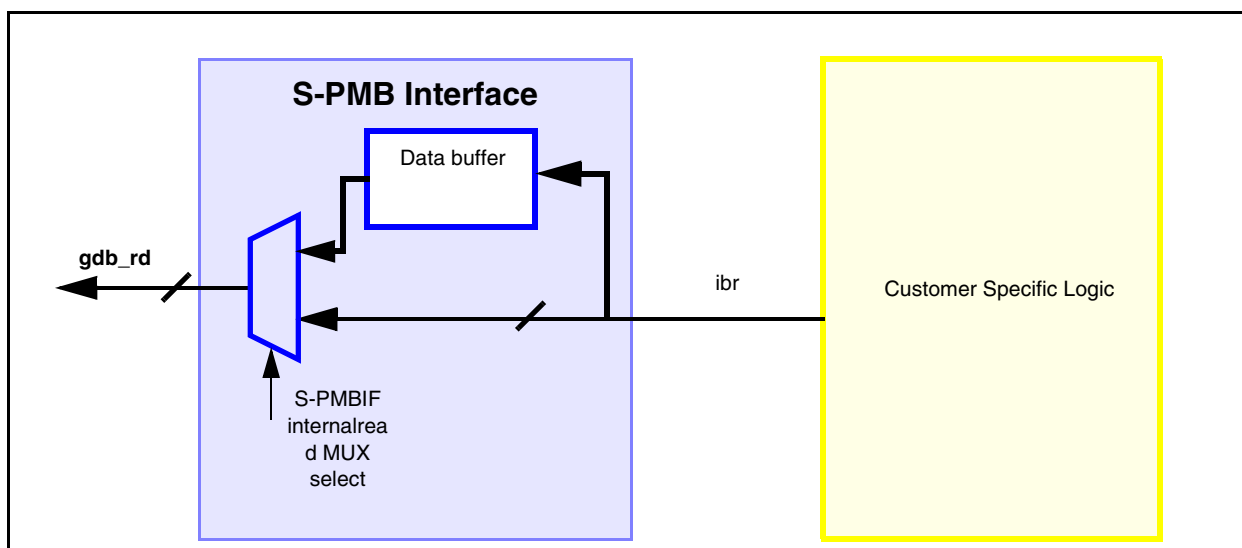 S-PMB Interface
Data buffer
gdb_rd
ibr
Customer Specific Logic
S-PMBIF
internalrea
d MUX
select